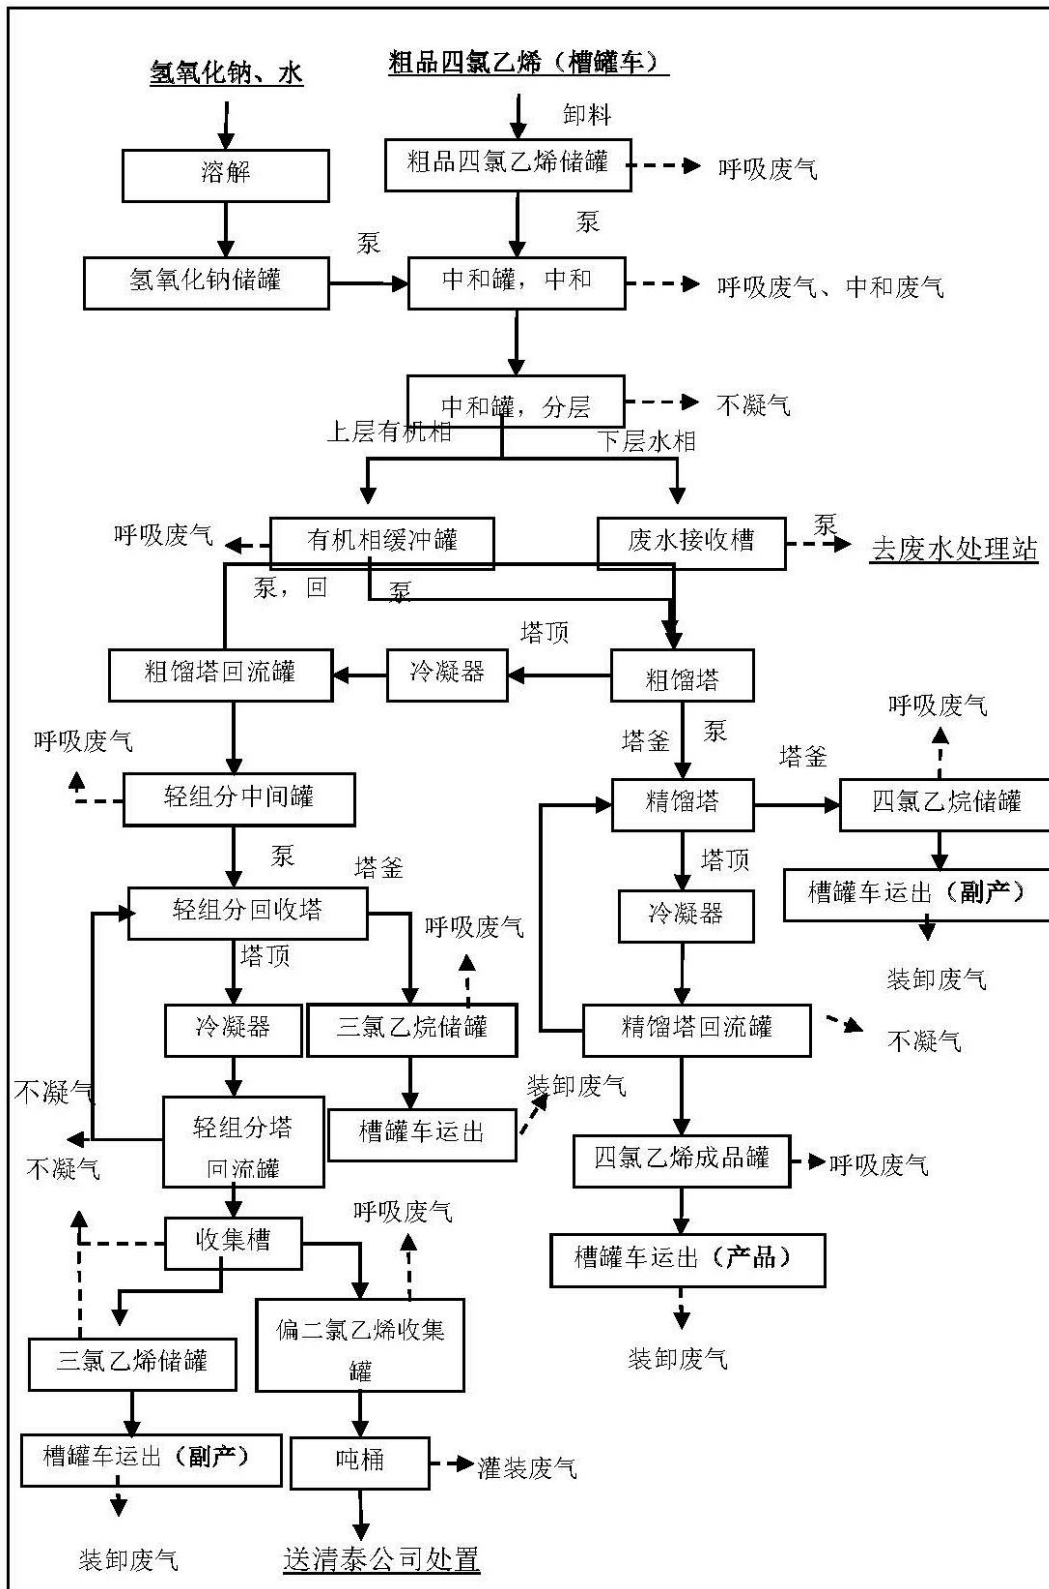 氢氧化钠、水
粗品四氯乙烯（槽罐车）
卸料
溶解
粗品四氯乙烯储罐
呼吸废气
泵
泵
氢氧化钠储罐
中和罐，中和
呼吸废气、中和废气
中和罐，分层
不凝气
上层有机相
下层水相
呼吸废气
有机相缓冲罐
废水接收槽
泵
去废水处理站
泵，回
泵
塔顶
粗馏塔回流罐
冷凝器
粗馏塔
呼吸废气
呼吸废气
塔釜
泵
塔釜
轻组分中间罐
精馏塔
四氯乙烷储罐
泵
塔釜
塔顶
轻组分回收塔
冷凝器
槽罐车运出（副产）
呼吸废气
塔顶
装卸废气
冷凝器
三氯乙烷储罐
精馏塔回流罐
不凝气
不凝气
装卸废气
轻组分塔
回流罐
槽罐车运出
不凝气
四氯乙烯成品罐
呼吸废气
呼吸废气
收集槽
槽罐车运出（产品）
偏二氯乙烯收集
罐
三氯乙烯储罐
装卸废气
槽罐车运出（副产）
吨桶
灌装废气
装卸废气
送清泰公司处置